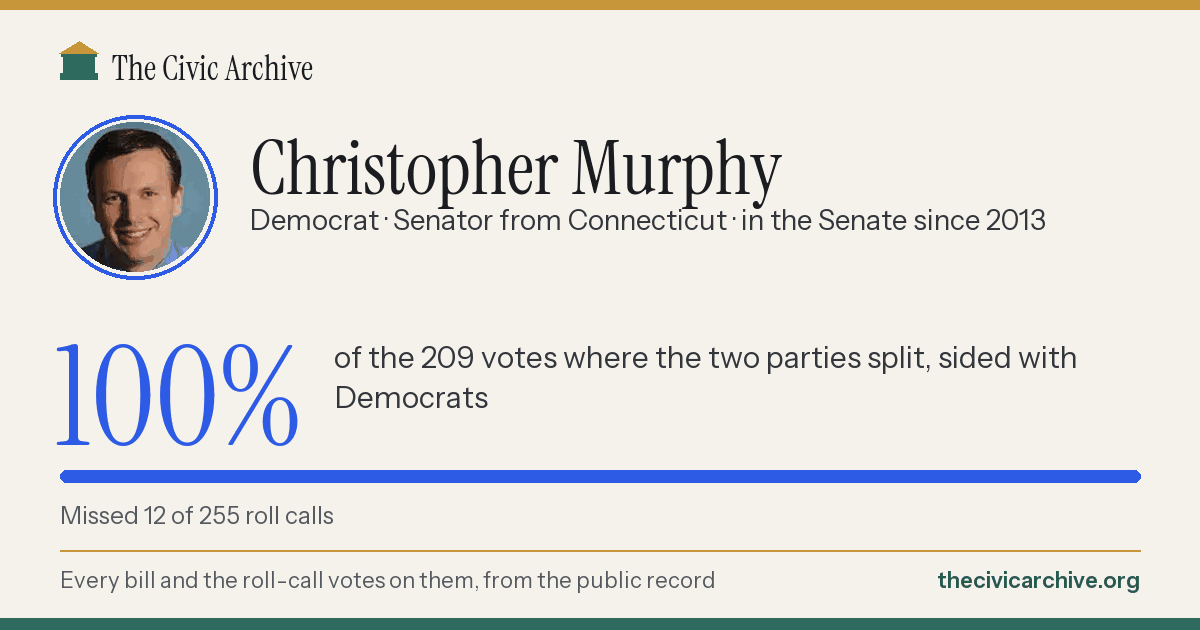 The Civic Archive
Christopher Murphy
Democrat · Senator from Connecticut · in the Senate since 2013
100%
of the 209 votes where the two parties split, sided with
Democrats
Missed 12 of 255 roll calls
Every bill and the roll-call votes on them, from the public record
thecivicarchive.org